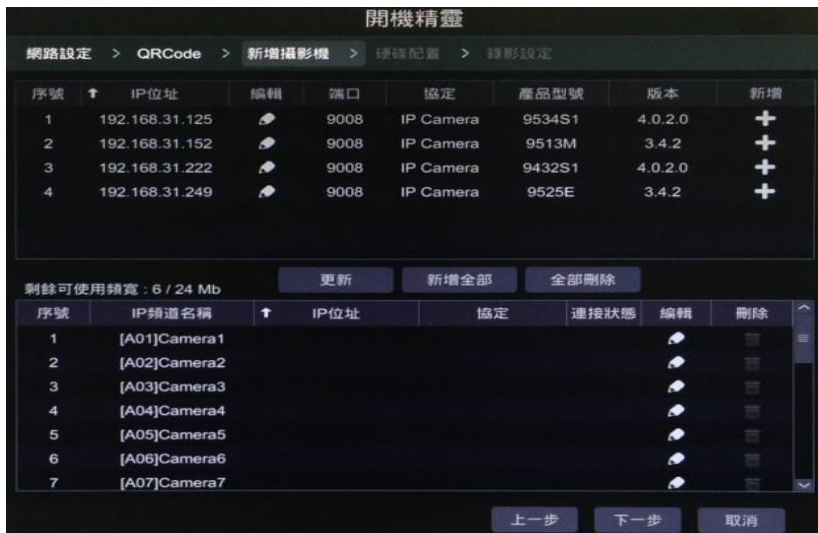 開機精靈
網路設定 > QRCode > 新增攝影機 > 硬碟配置 > 錄影設定
序號 ↑ IP位址 編輯 端口 協定 產品型號 版本 新增
1 192.168.31.125 9008 IP Camera 9534S1 4.0.2.0
2 192.168.31.152 9008 IP Camera 9513M 3.4.2
3 192.168.31.222 9008 IP Camera 9432S1 4.0.2.0
4 192.168.31.249 9008 IP Camera 9525E 3.4.2
剩餘可使用頻寬 : 6 / 24 Mb 更新 新增全部 全部刪除
序號 IP頻道名稱 ↑ IP位址 協定 連接狀態 編輯 刪除
1 [A01]Camera1
2 [A02]Camera2
3 [A03]Camera3
4 [A04]Camera4
5 [A05]Camera5
6 [A06]Camera6
7 [A07]Camera7
上一步 下一步 取消